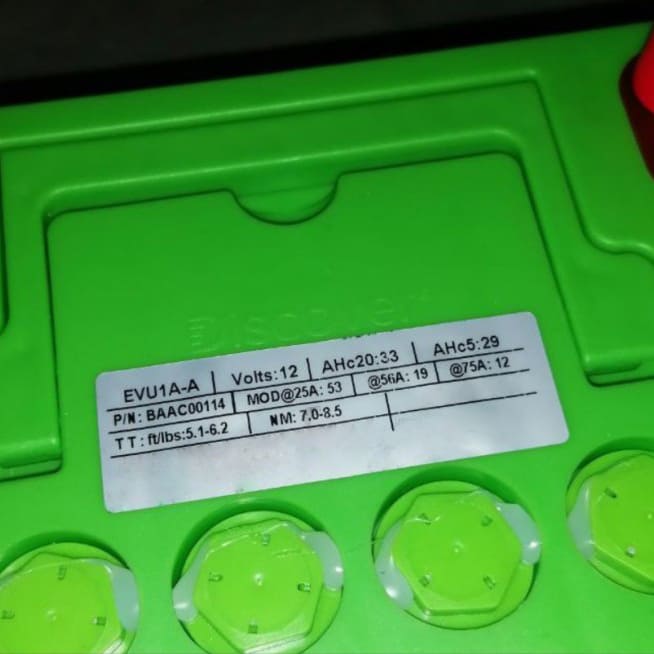 Discover
EVU1A-A Volts:12 AHc20:33 AHc5:29
P/N: BAAC00114 MOD@25A: 53 @56A: 19 @75A: 12
TT: ft/lbs:5.1-6.2 NM: 7.0-8.5